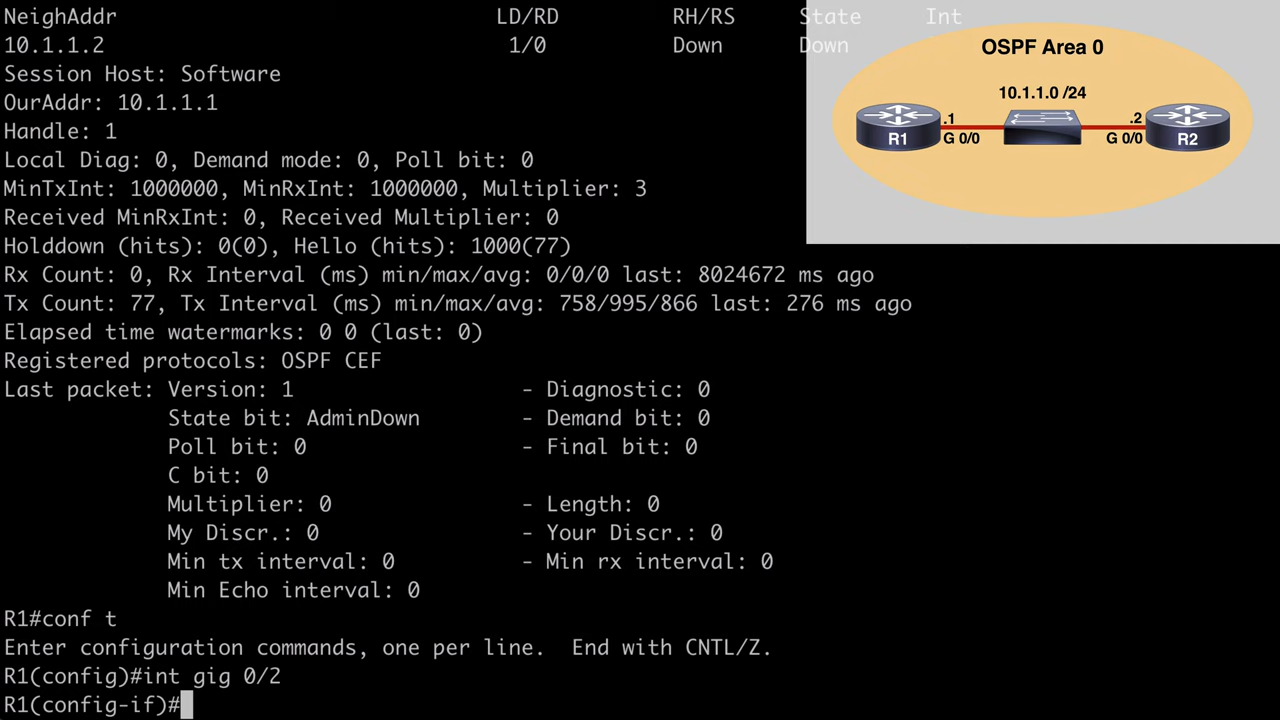 NeighAddr LD/RD RH/RS State Int
10.1.1.2 1/0 Down Down
Session Host: Software
OurAddr: 10.1.1.1
Handle: 1
Local Diag: 0, Demand mode: 0, Poll bit: 0
MinTxInt: 1000000, MinRxInt: 1000000, Multiplier: 3
Received MinRxInt: 0, Received Multiplier: 0
Holddown (hits): 0(0), Hello (hits): 1000(77)
Rx Count: 0, Rx Interval (ms) min/max/avg: 0/0/0 last: 8024672 ms ago
Tx Count: 77, Tx Interval (ms) min/max/avg: 758/995/866 last: 276 ms ago
Elapsed time watermarks: 0 0 (last: 0)
Registered protocols: OSPF CEF
Last packet: Version: 1 - Diagnostic: 0
State bit: AdminDown - Demand bit: 0
Poll bit: 0 - Final bit: 0
C bit: 0
Multiplier: 0 - Length: 0
My Discr.: 0 - Your Discr.: 0
Min tx interval: 0 - Min rx interval: 0
Min Echo interval: 0
R1#conf t
Enter configuration commands, one per line. End with CNTL/Z.
R1(config)#int gig 0/2
R1(config-if)#
OSPF Area 0
10.1.1.0 /24
.1 .2
R1 G 0/0 G 0/0 R2